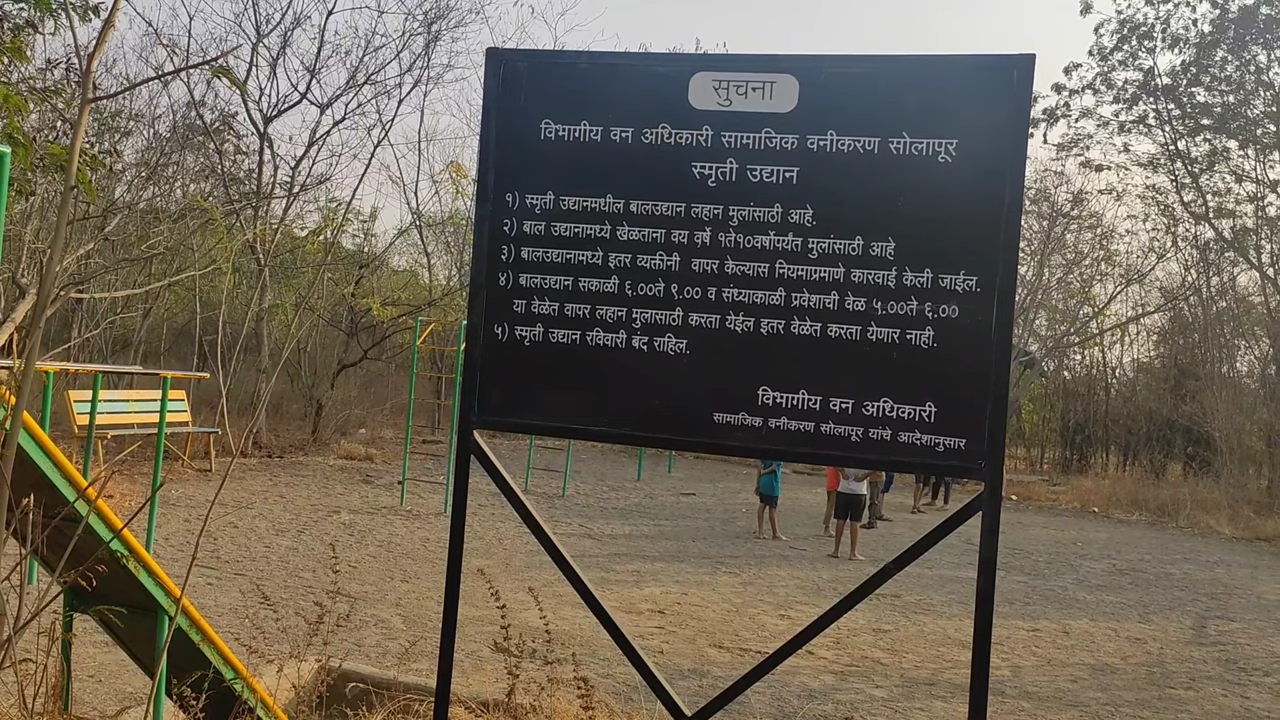 सुचना
विभागीय वन अधिकारी सामाजिक वनीकरण सोलापूर
स्मृती उद्यान
१) स्मृती उद्यानमधील बालउद्यान लहान मुलांसाठी आहे.
२) बाल उद्यानामध्ये खेळताना वय वृर्षे १ते१०वर्षोपर्यंत मुलांसाठी आहे
३) बालउद्यानामध्ये इतर व्यक्तीनी वापर केल्यास नियमाप्रमाणे कारवाई केली जाईल.
४) बालउद्यान सकाळी ६.००ते ९.०० व संध्याकाळी प्रवेशाची वेळ ५.००ते ६.००
या वेळेत वापर लहान मुलासाठी करता येईल इतर वेळेत करता येणार नाही.
५) स्मृती उद्यान रविवारी बंद राहिल.
विभागीय वन अधिकारी
सामाजिक वनीकरण सोलापूर यांचे आदेशानुसार